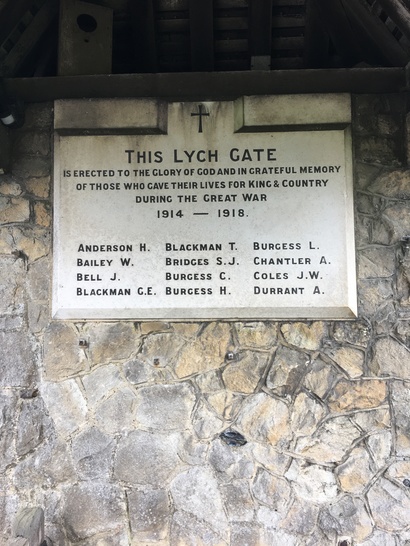 THIS LYCH GATE
IS ERECTED TO THE GLORY OF GOD AND IN GRATEFUL MEMORY
OF THOSE WHO GAVE THEIR LIVES FOR KING & COUNTRY
DURING THE GREAT WAR
1914 — 1918.
ANDERSON H. BLACKMAN T. BURGESS L.
BAILEY W. BRIDGES S.J. CHANTLER A.
BELL J. BURGESS C. COLES J.W.
BLACKMAN G.E. BURGESS H. DURRANT A.